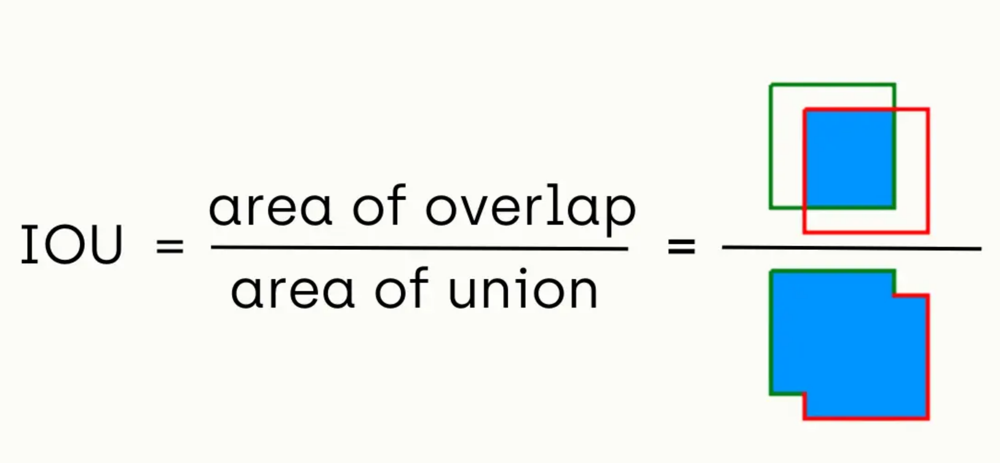 IOU = area of overlap
area of union =